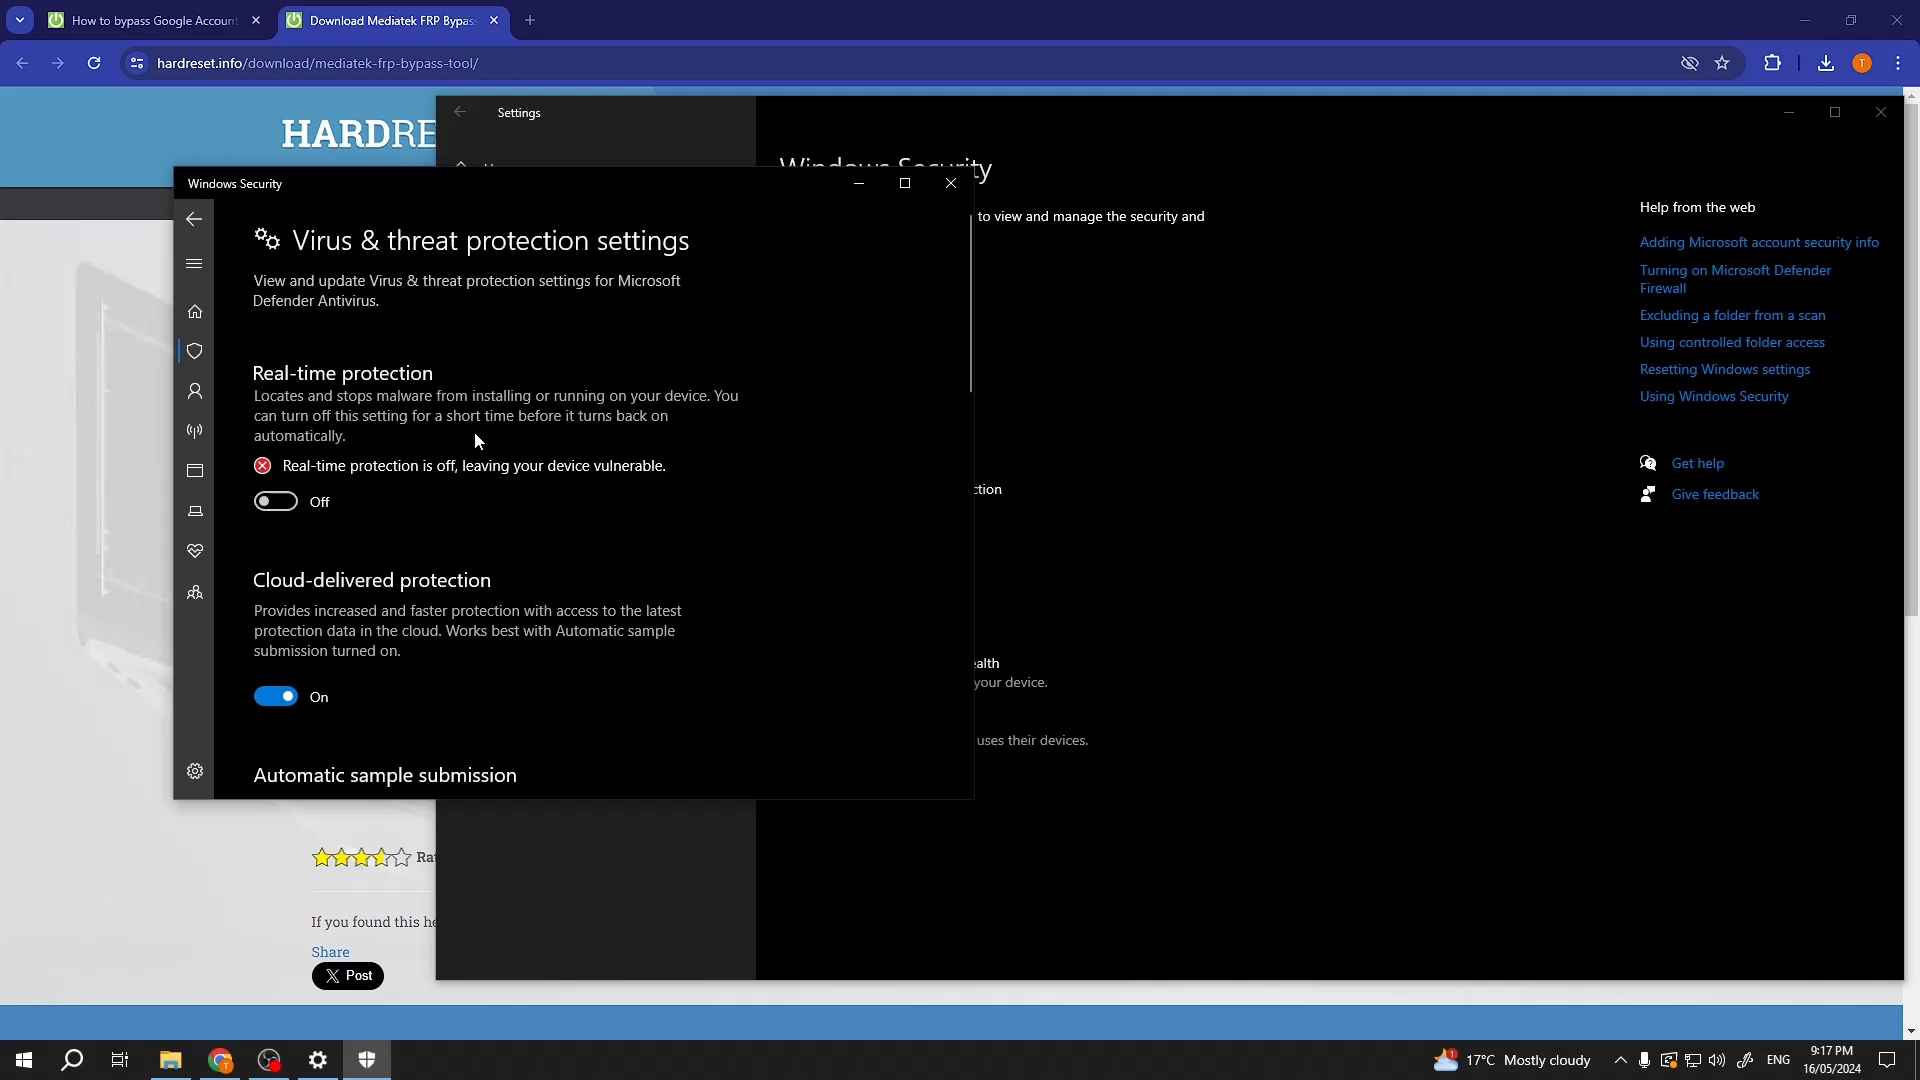 How to bypass Google Account
Download Mediatek FRP Bypass
hardreset.info/download/mediatek-frp-bypass-tool/
T
HARDRE
Settings
Windows Security
to view and manage the security and
Windows Security
Virus & threat protection settings
View and update Virus & threat protection settings for Microsoft
Defender Antivirus.
Real-time protection
Locates and stops malware from installing or running on your device. You
can turn off this setting for a short time before it turns back on
automatically.
Real-time protection is off, leaving your device vulnerable.
Off
Cloud-delivered protection
Provides increased and faster protection with access to the latest
protection data in the cloud. Works best with Automatic sample
submission turned on.
On
Automatic sample submission
ction
ealth
your device.
uses their devices.
Help from the web
Adding Microsoft account security info
Turning on Microsoft Defender
Firewall
Excluding a folder from a scan
Using controlled folder access
Resetting Windows settings
Using Windows Security
Get help
Give feedback
Rat
If you found this he
Share
X Post
1
17°C Mostly cloudy
ENG
9:17 PM
16/05/2024